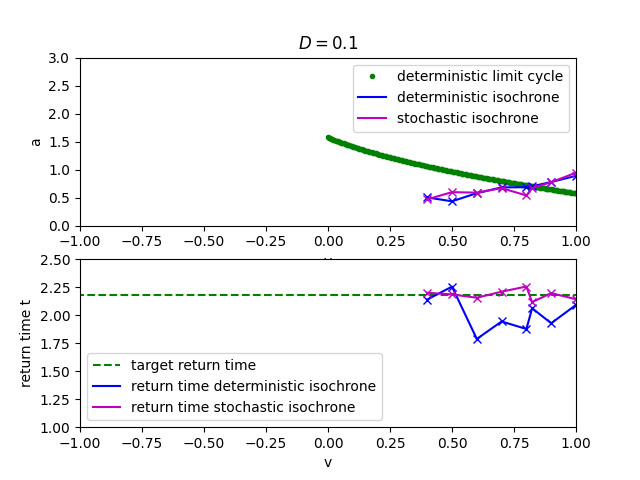 D = 0.1
3.0
2.5
2.0
1.5
1.0
0.5
0.0
a
deterministic limit cycle
deterministic isochrone
stochastic isochrone
−1.00 −0.75 −0.50 −0.25 0.00 0.25 0.50 0.75 1.00
2.50
2.25
2.00
1.75
1.50
1.25
1.00
return time t
target return time
return time deterministic isochrone
return time stochastic isochrone
−1.00 −0.75 −0.50 −0.25 0.00 0.25 0.50 0.75 1.00
v